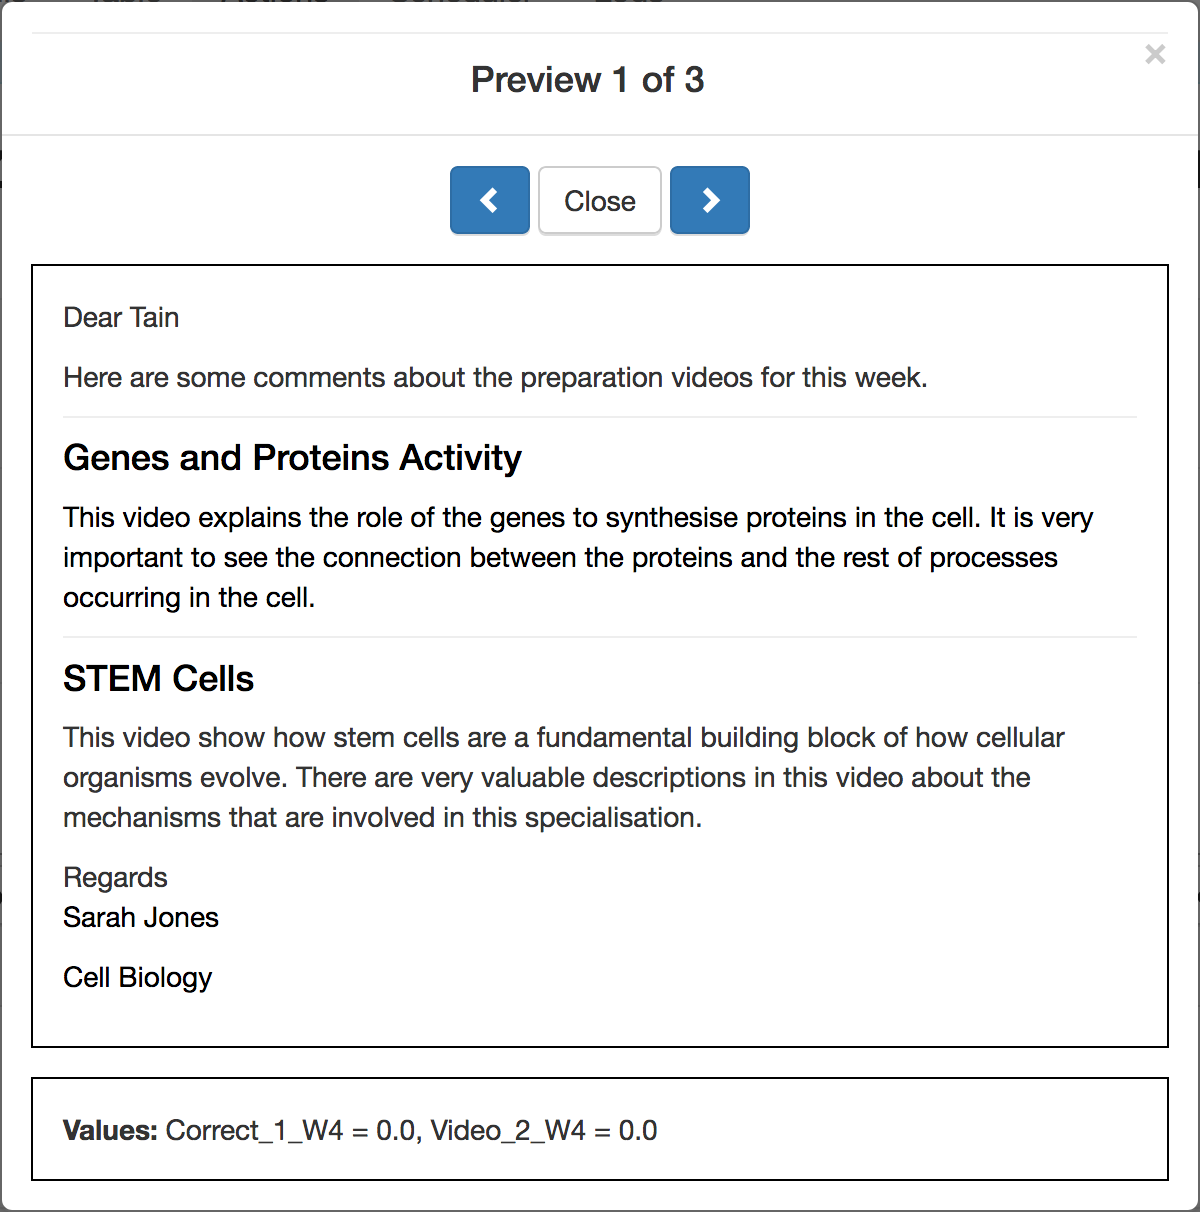 Preview 1 of 3
Close
Dear Tain
Here are some comments about the preparation videos for this week.
Genes and Proteins Activity
This video explains the role of the genes to synthesise proteins in the cell. It is very
important to see the connection between the proteins and the rest of processes
occurring in the cell.
STEM Cells
This video show how stem cells are a fundamental building block of how cellular
organisms evolve. There are very valuable descriptions in this video about the
mechanisms that are involved in this specialisation.
Regards
Sarah Jones
Cell Biology
Values: Correct_1_W4 = 0.0, Video_2_W4 = 0.0